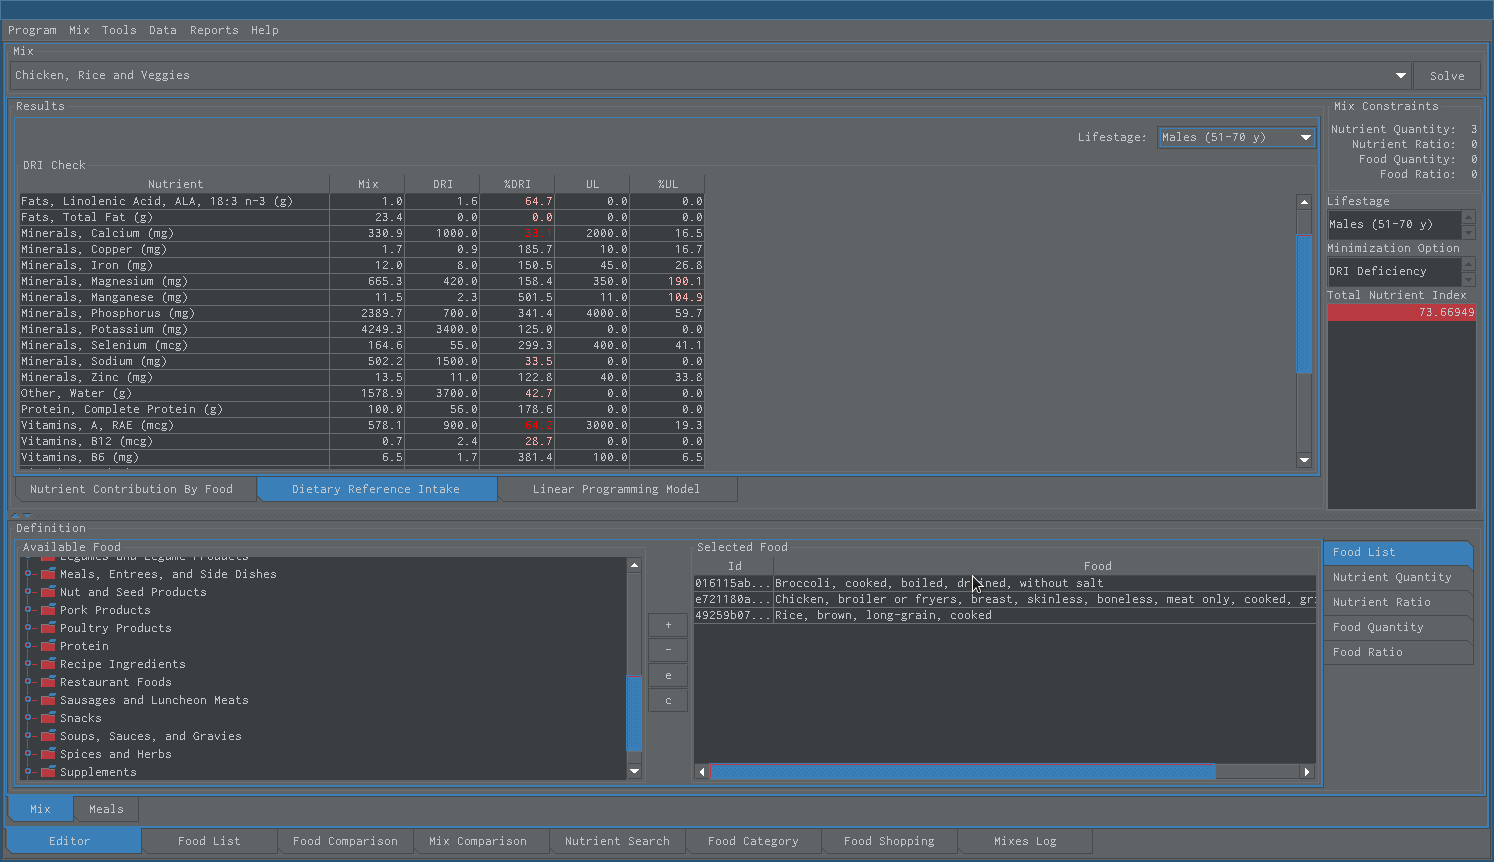 Program Mix Tools Data Reports Help
Mix
Chicken, Rice and Veggies
Solve
Results
Lifestage: Males (51-70 y)
DRI Check
Nutrient Mix DRI %DRI UL %UL
Fats, Linolenic Acid, ALA, 18:3 n-3 (g) 1.0 1.6 64.7 0.0 0.0
Fats, Total Fat (g) 23.4 0.0 0.0 0.0 0.0
Minerals, Calcium (mg) 330.9 1000.0 33.1 2000.0 16.5
Minerals, Copper (mg) 1.7 0.9 185.7 10.0 16.7
Minerals, Iron (mg) 12.0 8.0 150.5 45.0 26.8
Minerals, Magnesium (mg) 665.3 420.0 158.4 350.0 190.1
Minerals, Manganese (mg) 11.5 2.3 501.5 11.0 104.9
Minerals, Phosphorus (mg) 2389.7 700.0 341.4 4000.0 59.7
Minerals, Potassium (mg) 4249.3 3400.0 125.0 0.0 0.0
Minerals, Selenium (mcg) 164.6 55.0 299.3 400.0 41.1
Minerals, Sodium (mg) 502.2 1500.0 33.5 0.0 0.0
Minerals, Zinc (mg) 13.5 11.0 122.8 40.0 33.8
Other, Water (g) 1578.9 3700.0 42.7 0.0 0.0
Protein, Complete Protein (g) 100.0 56.0 178.6 0.0 0.0
Vitamins, A, RAE (mcg) 578.1 900.0 64.2 3000.0 19.3
Vitamins, B12 (mcg) 0.7 2.4 28.7 0.0 0.0
Vitamins, B6 (mg) 6.5 1.7 381.4 100.0 6.5
Nutrient Contribution By Food Dietary Reference Intake Linear Programming Model
Mix Constraints
Nutrient Quantity: 3
Nutrient Ratio: 0
Food Quantity: 0
Food Ratio: 0
Lifestage
Males (51-70 y)
Minimization Option
DRI Deficiency
Total Nutrient Index
73.66949
Definition
Available Food
Legumes and Legume Products
Meals, Entrees, and Side Dishes
Nut and Seed Products
Pork Products
Poultry Products
Protein
Recipe Ingredients
Restaurant Foods
Sausages and Luncheon Meats
Snacks
Soups, Sauces, and Gravies
Spices and Herbs
Supplements
+
-
e
c
Selected Food
Id Food
016115ab... Broccoli, cooked, boiled, drained, without salt
e721180a... Chicken, broiler or fryers, breast, skinless, boneless, meat only, cooked, gr
49259b07... Rice, brown, long-grain, cooked
Food List
Nutrient Quantity
Nutrient Ratio
Food Quantity
Food Ratio
Mix Meals
Editor Food List Food Comparison Mix Comparison Nutrient Search Food Category Food Shopping Mixes Log